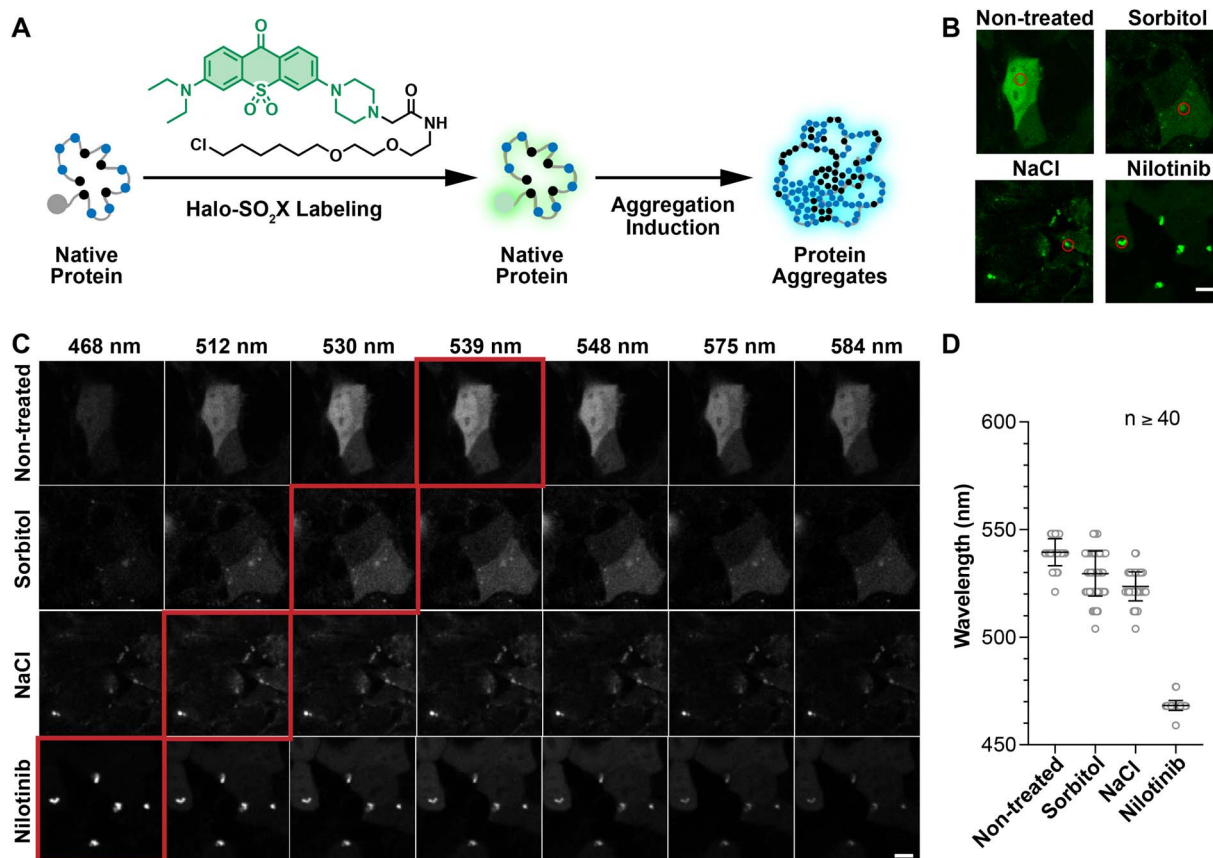 A
O
N
S
O O
N
N
O
NH
Cl
O
O
Halo-SO₂X Labeling
Native
Protein
Native
Protein
Aggregation
Induction
Protein
Aggregates
B
Non-treated
Sorbitol
NaCl
Nilotinib
C
468 nm
512 nm
530 nm
539 nm
548 nm
575 nm
584 nm
Non-treated
Sorbitol
NaCl
Nilotinib
D
n ≥ 40
Wavelength (nm)
600
550
500
450
Non-treated
Sorbitol
NaCl
Nilotinib